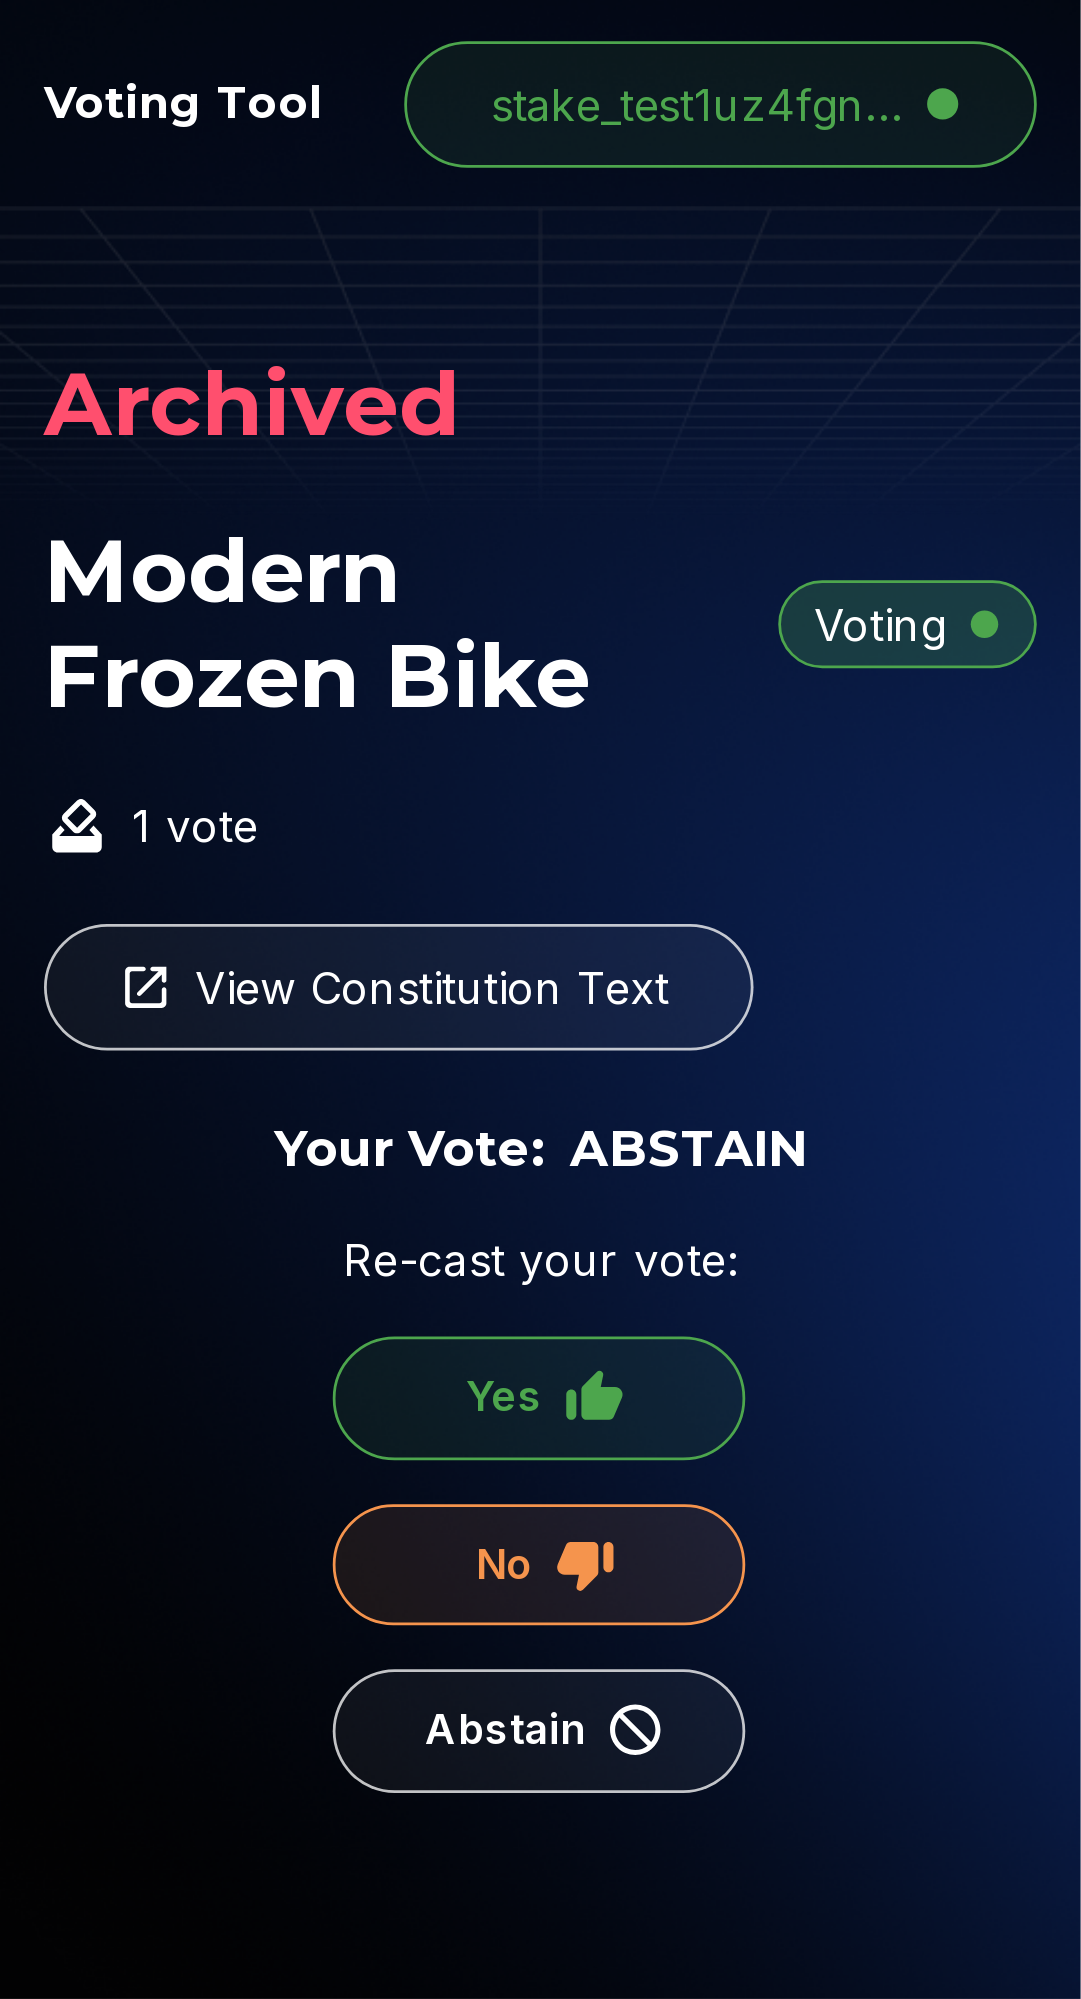 Voting Tool
stake_test1uz4fgn...
Archived
Modern
Frozen Bike
Voting
1 vote
View Constitution Text
Your Vote: ABSTAIN
Re-cast your vote:
Yes
No
Abstain